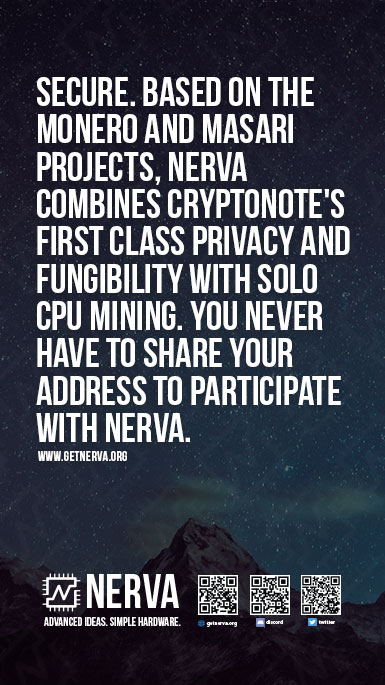 SECURE. BASED ON THE
MONERO AND MASARI
PROJECTS, NERVA
COMBINES CRYPTONOTE'S
FIRST CLASS PRIVACY AND
FUNGIBILITY WITH SOLO
CPU MINING. YOU NEVER
HAVE TO SHARE YOUR
ADDRESS TO PARTICIPATE
WITH NERVA.
WWW.GETNERVA.ORG
NERVA
ADVANCED IDEAS. SIMPLE HARDWARE.
getnerva.org
discord
twitter